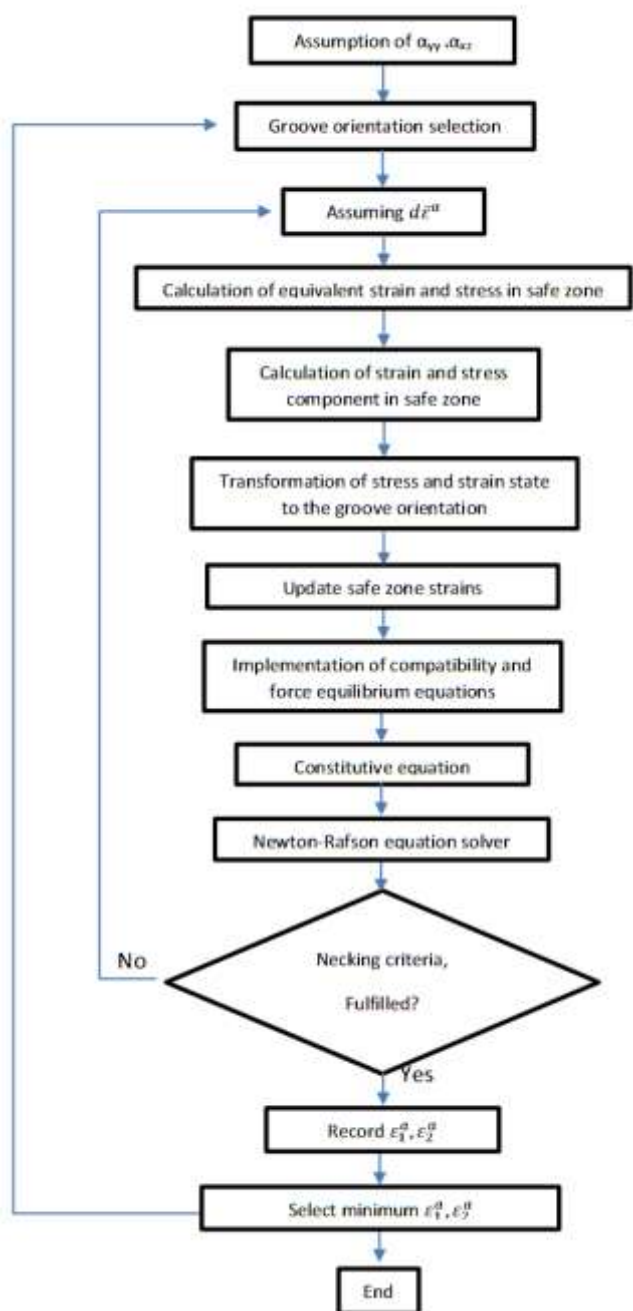 Assumption of αyy ,αxz
Groove orientation selection
Assuming dε̄ᵃ
Calculation of equivalent strain and stress in safe zone
Calculation of strain and stress
component in safe zone
Transformation of stress and strain state
to the groove orientation
Update safe zone strains
Implementation of compatibility and
force equilibrium equations
Constitutive equation
Newton-Rafson equation solver
No
Necking criteria,
Fulfilled?
Yes
Record ε₁ᵃ, ε₂ᵃ
Select minimum ε₁ᵃ, ε₂ᵃ
End